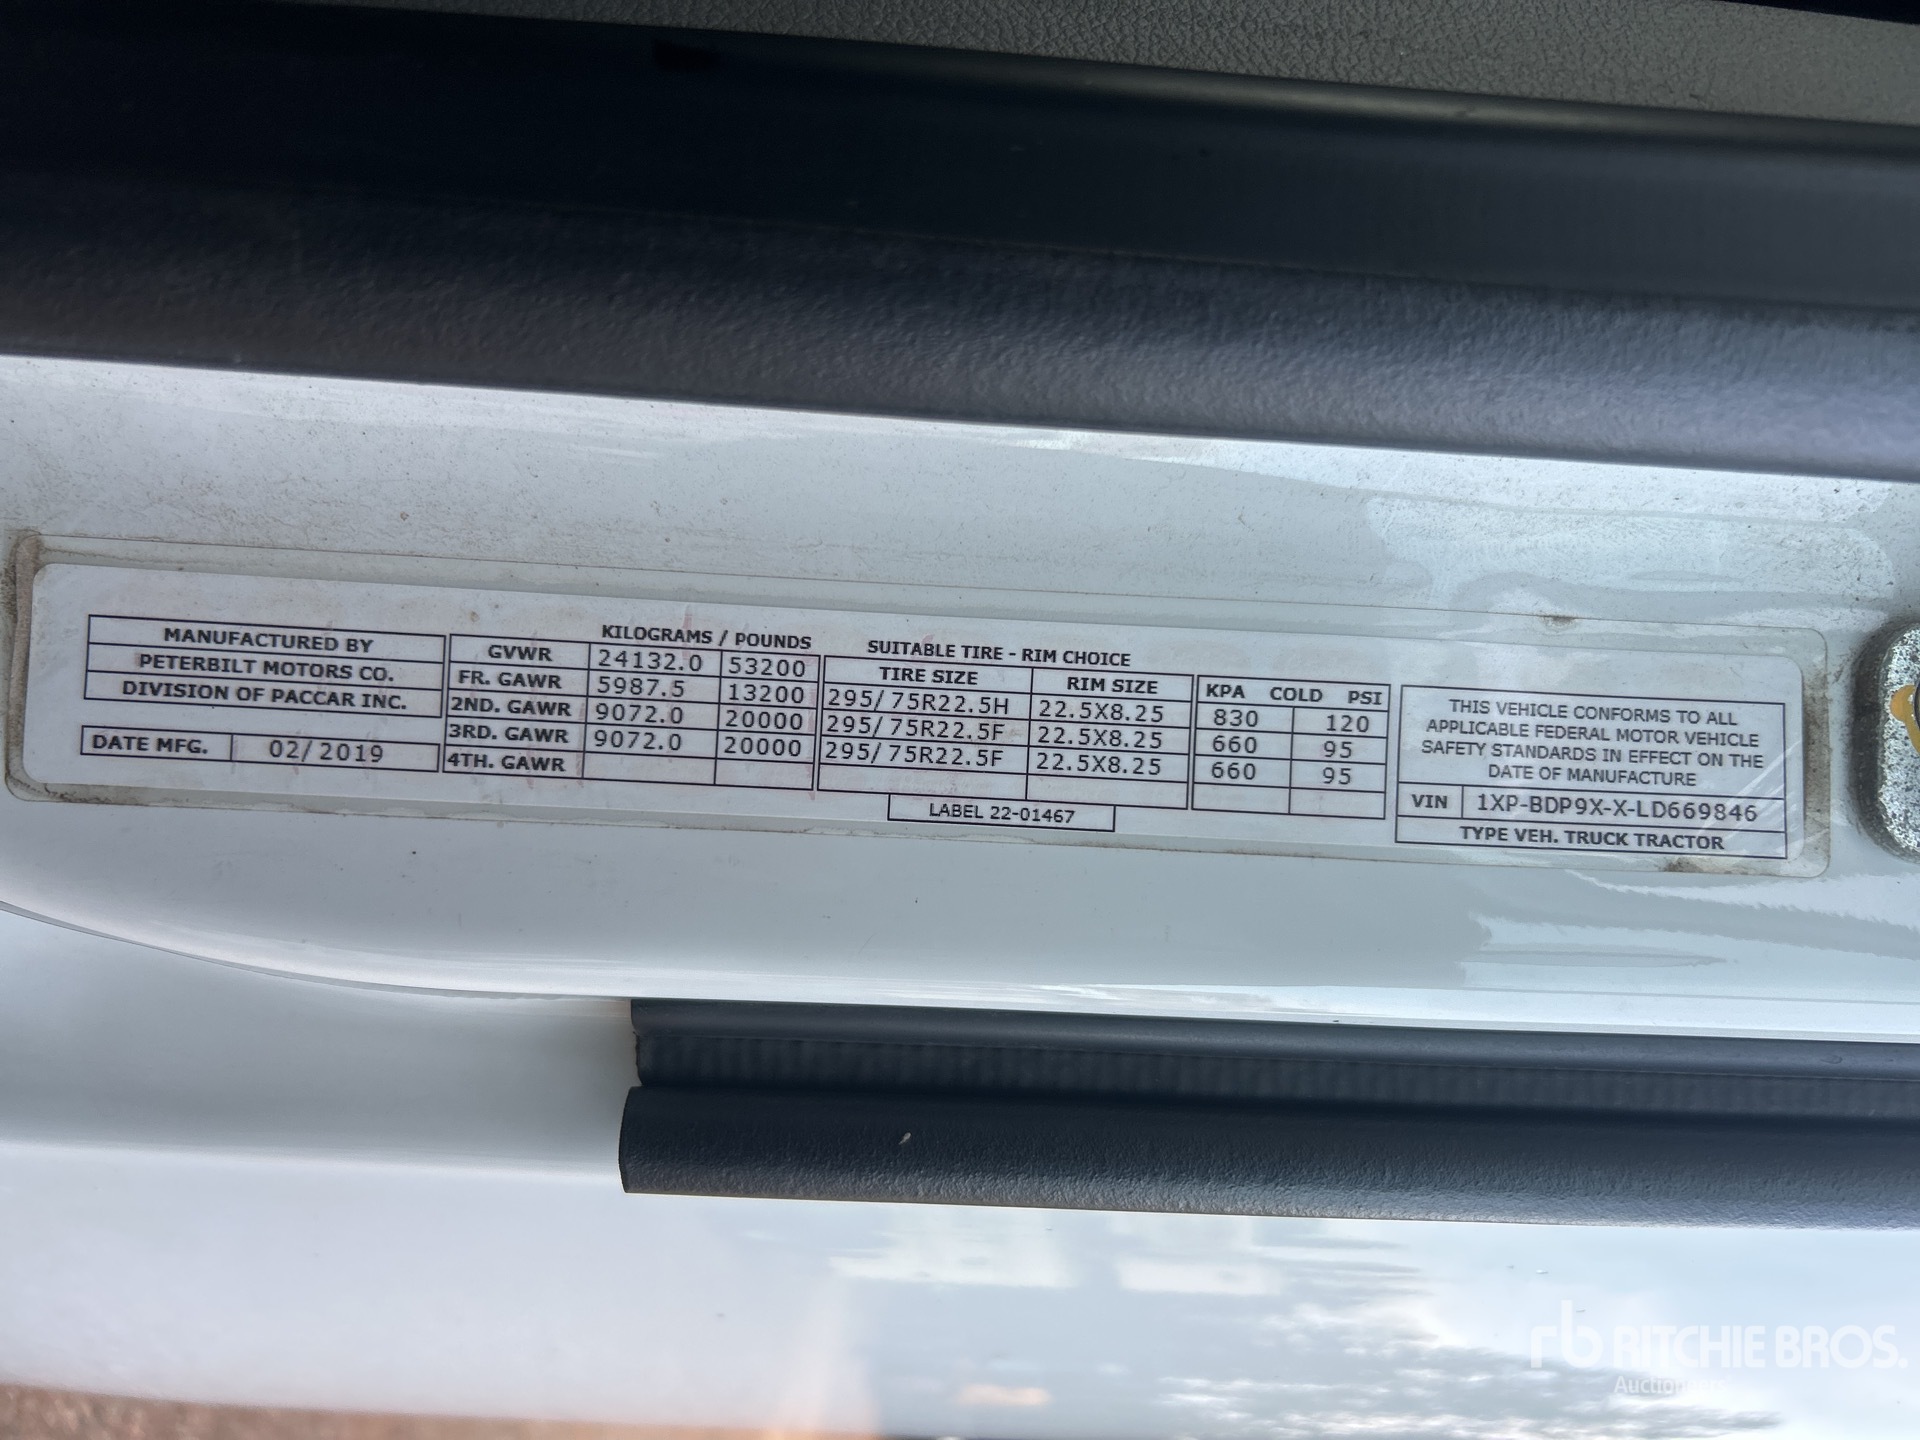 MANUFACTURED BY
PETERBILT MOTORS CO.
DIVISION OF PACCAR INC.
DATE MFG. 02/2019
KILOGRAMS / POUNDS
GVWR 24132.0 53200
FR. GAWR 5987.5 13200
2ND. GAWR 9072.0 20000
3RD. GAWR 9072.0 20000
4TH. GAWR
SUITABLE TIRE - RIM CHOICE
TIRE SIZE RIM SIZE
295/75R22.5H 22.5X8.25
295/75R22.5F 22.5X8.25
295/75R22.5F 22.5X8.25
LABEL 22-01467
KPA COLD PSI
830 120
660 95
660 95
THIS VEHICLE CONFORMS TO ALL
APPLICABLE FEDERAL MOTOR VEHICLE
SAFETY STANDARDS IN EFFECT ON THE
DATE OF MANUFACTURE
VIN 1XP-BDP9X-X-LD669846
TYPE VEH. TRUCK TRACTOR
rb RITCHIE BROS.
Auctioneers